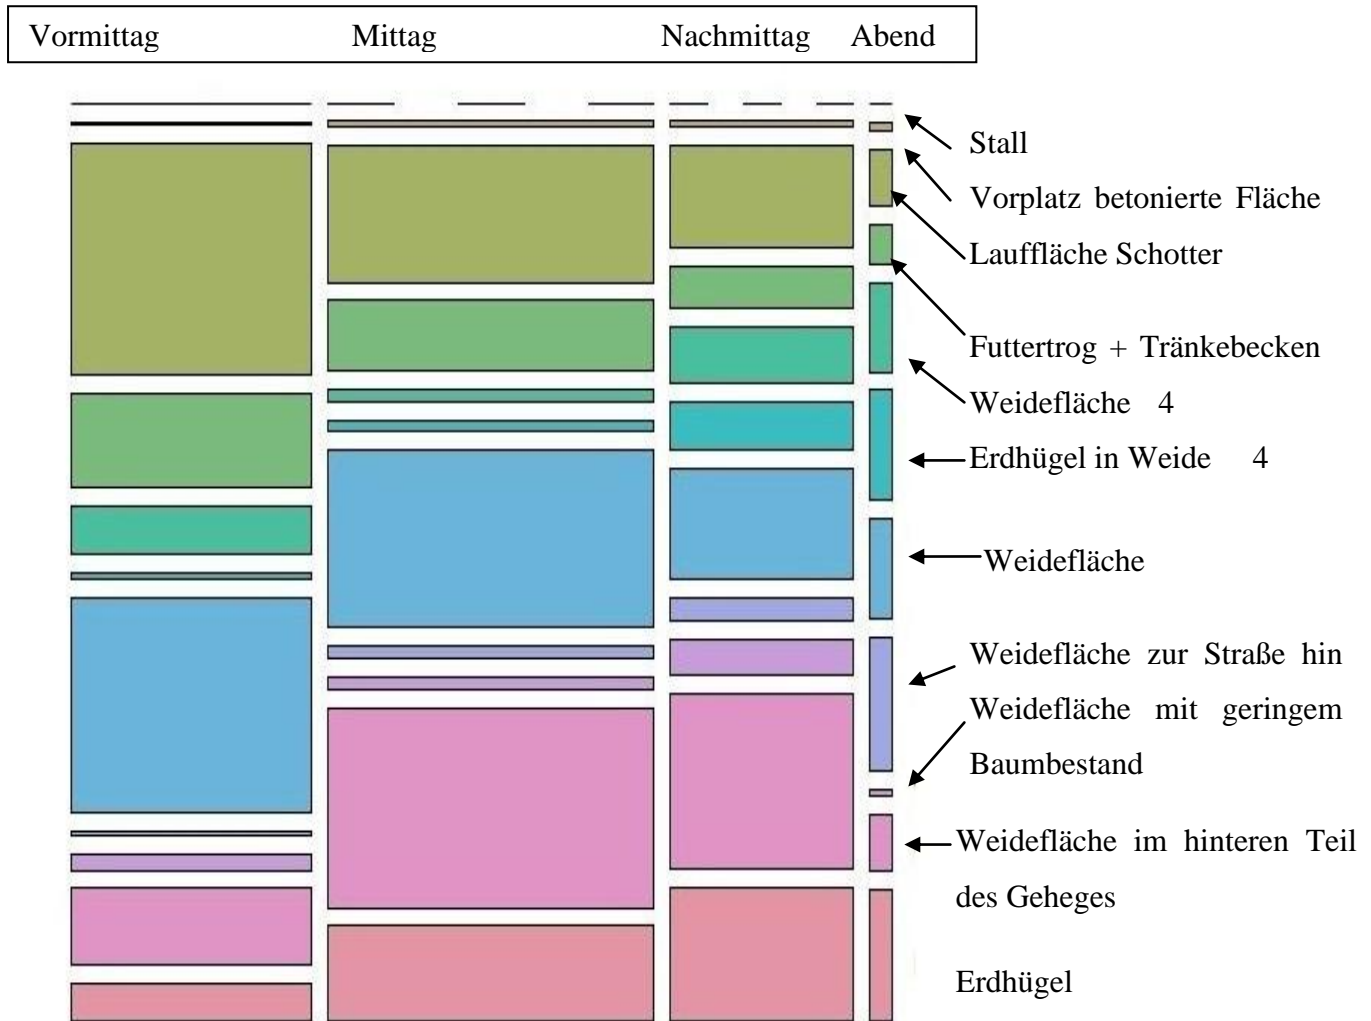 Vormittag Mittag Nachmittag Abend
Stall
Vorplatz betonierte Fläche
Lauffläche Schotter
Futtertrog + Tränkebecken
Weidefläche 4
Erdhügel in Weide 4
Weidefläche
Weidefläche zur Straße hin
Weidefläche mit geringem
Baumbestand
Weidefläche im hinteren Teil
des Geheges
Erdhügel